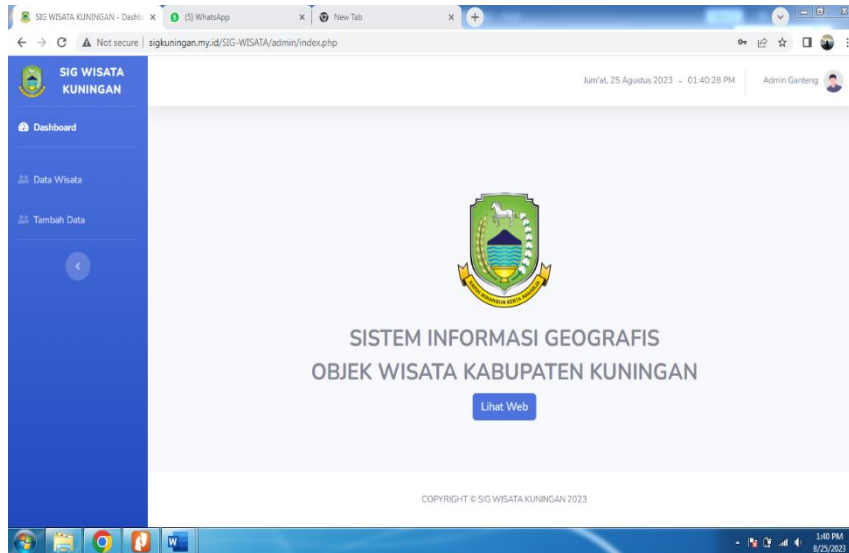 SIG WISATA KUNINGAN - Dashb
(5) WhatsApp
New Tab
Not secure
sigkuningan.my.id/SIG-WISATA/admin/index.php
SIG WISATA
KUNINGAN
Jum'at, 25 Agustus 2023 - 01:40:28 PM
Admin Ganteng
Dashboard
Data Wisata
Tambah Data
SISTEM INFORMASI GEOGRAFIS
OBJEK WISATA KABUPATEN KUNINGAN
Lihat Web
COPYRIGHT © SIG WISATA KUNINGAN 2023
1:40 PM
8/25/2023